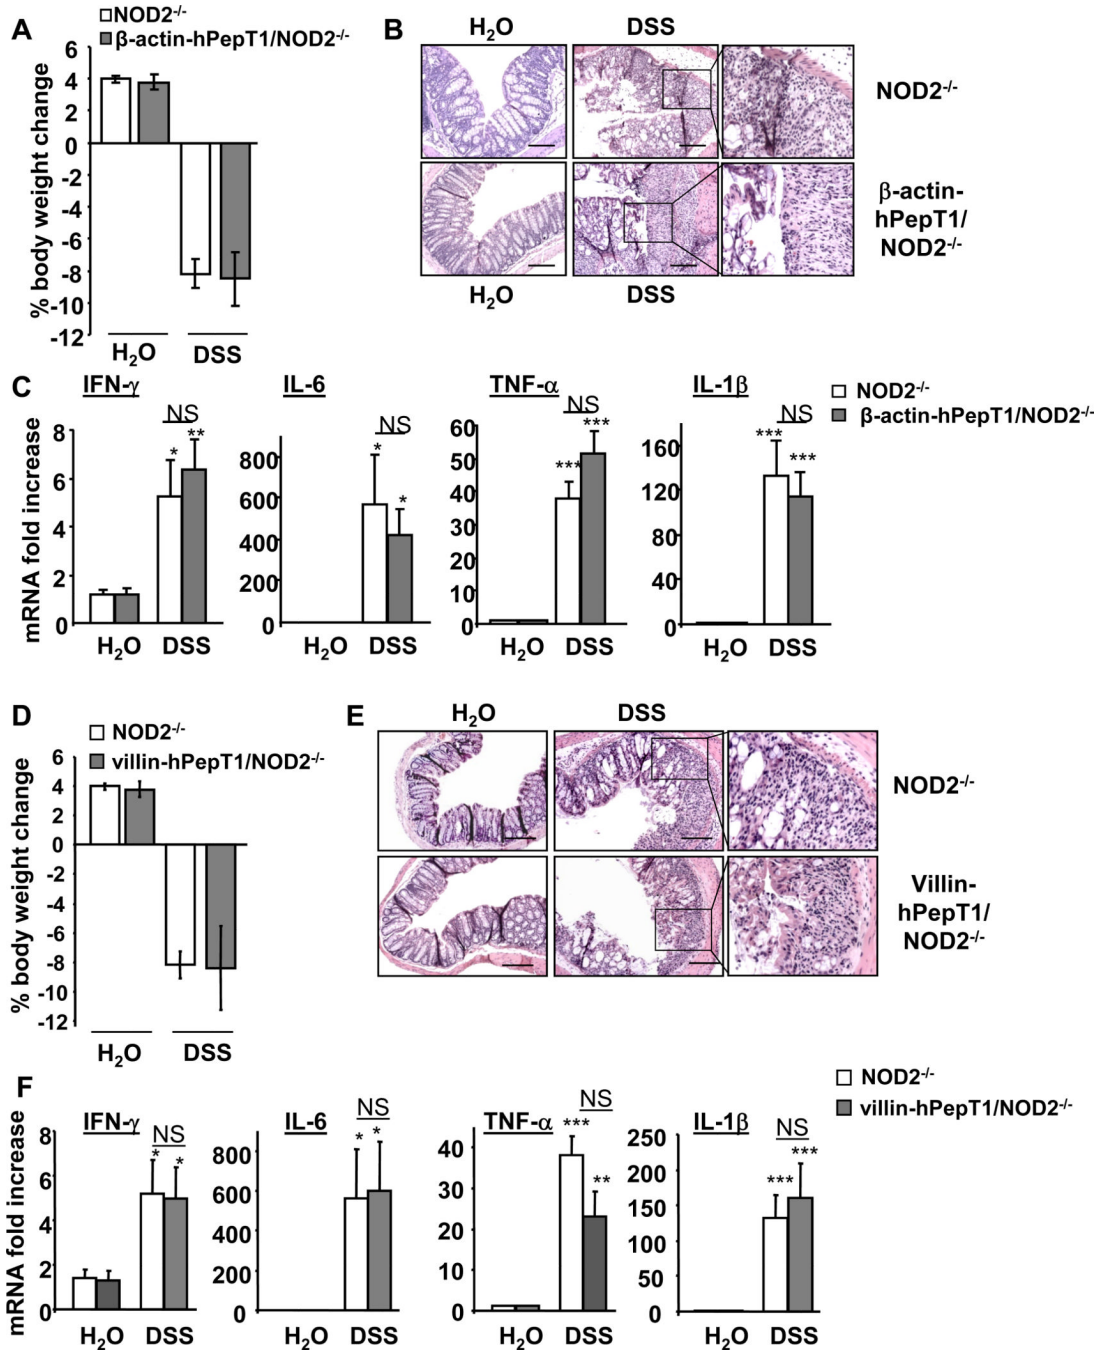 A
NOD2-/-
β-actin-hPepT1/NOD2-/-
% body weight change
6
4
2
0
-2
-4
-6
-8
-10
-12
H2O
DSS
B
H2O
DSS
NOD2-/-
β-actin-
hPepT1/
NOD2-/-
H2O
DSS
C
mRNA fold increase
IFN-γ
NS
*
**
8
6
4
2
0
H2O
DSS
IL-6
NS
*
*
800
600
400
200
0
H2O
DSS
TNF-α
NS
***
***
60
50
40
30
20
10
0
H2O
DSS
IL-1β
NS
***
***
160
120
80
40
0
H2O
DSS
NOD2-/-
β-actin-hPepT1/NOD2-/-
D
NOD2-/-
villin-hPepT1/NOD2-/-
% body weight change
6
4
2
0
-2
-4
-6
-8
-10
-12
H2O
DSS
E
H2O
DSS
NOD2-/-
Villin-
hPepT1/
NOD2-/-
F
NOD2-/-
villin-hPepT1/NOD2-/-
mRNA fold increase
IFN-γ
NS
*
*
8
6
4
2
0
H2O
DSS
IL-6
NS
*
*
800
600
400
200
0
H2O
DSS
TNF-α
NS
***
**
40
30
20
10
0
H2O
DSS
IL-1β
NS
***
***
250
200
150
100
50
0
H2O
DSS